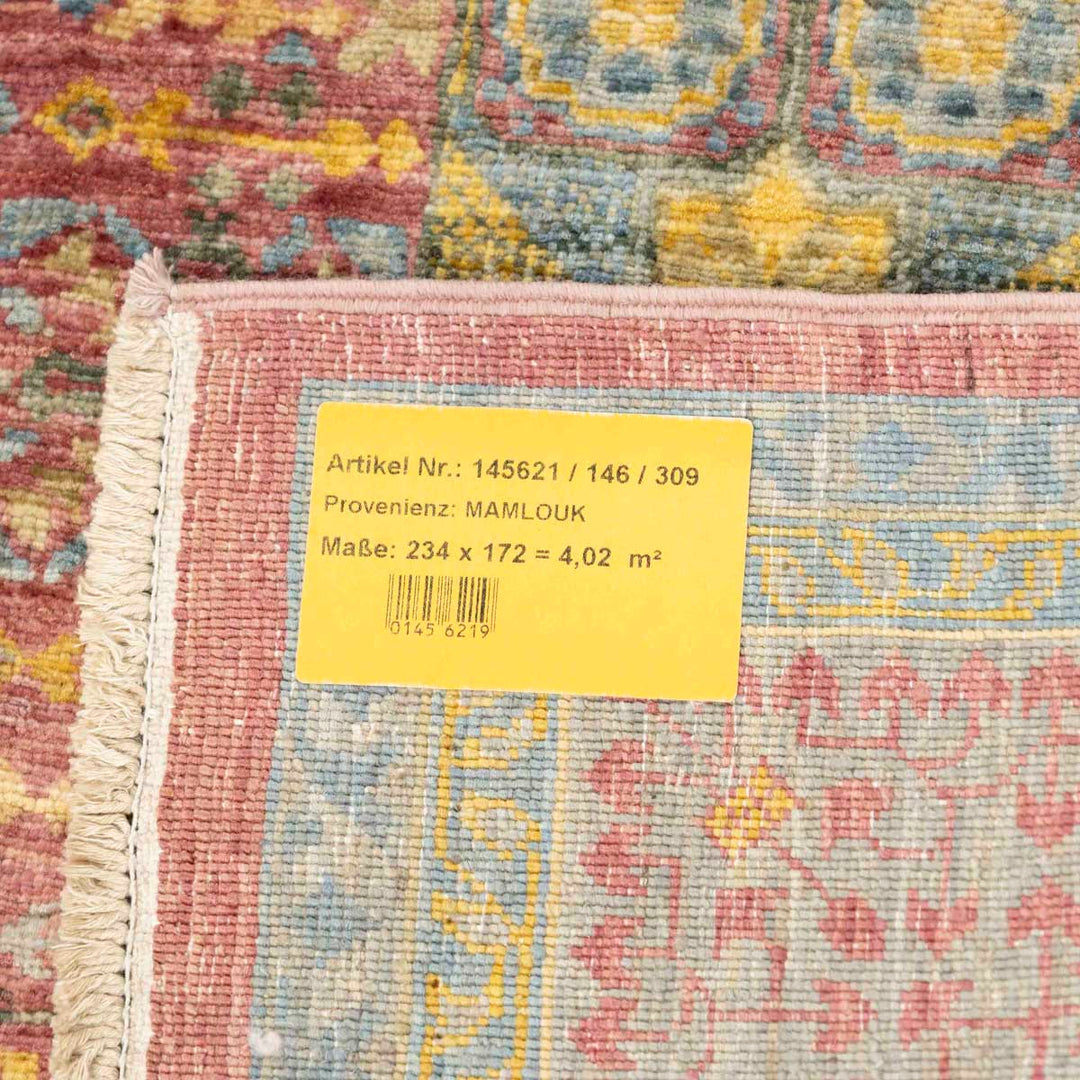 Artikel Nr.: 145621 / 146 / 309
Provenienz: MAMLOUK
Maße: 234 x 172 = 4,02 m²
0145 6219